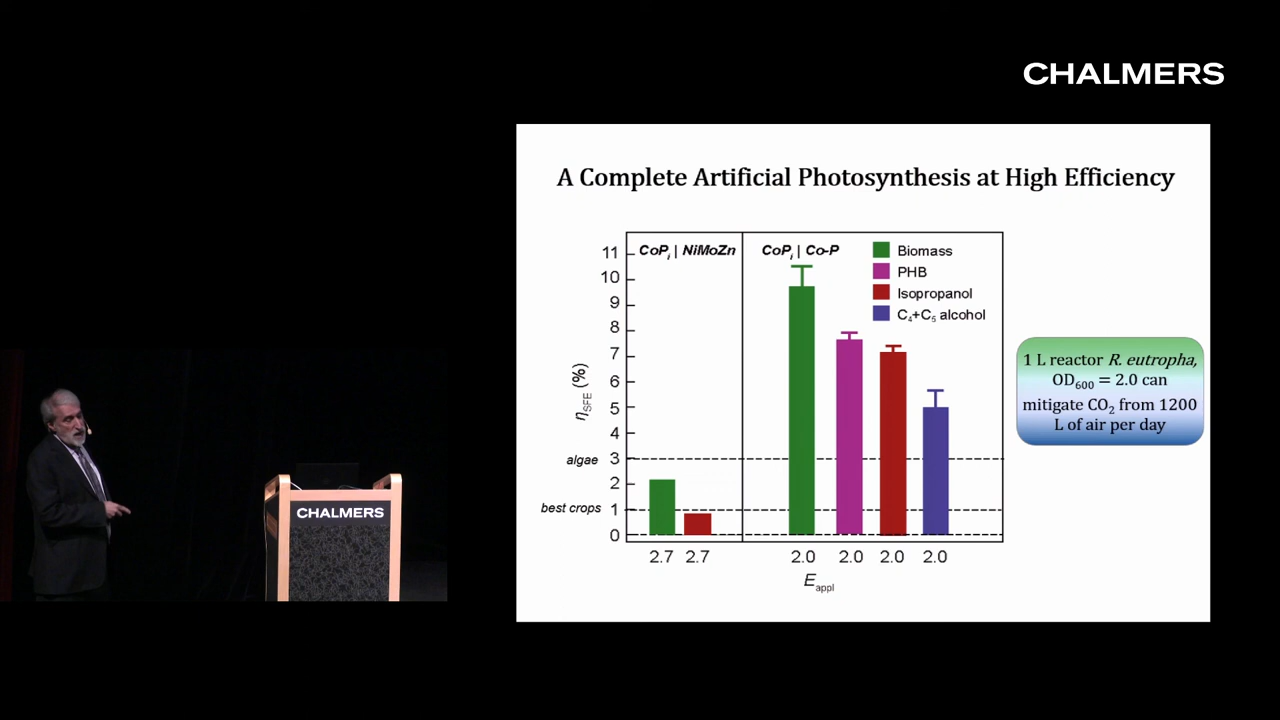 CHALMERS
A Complete Artificial Photosynthesis at High Efficiency
CoPi | NiMoZn
CoPi | Co-P
Biomass
PHB
Isopropanol
C4+C5 alcohol
11
10
9
8
7
6
5
4
3
2
1
0
ηSFE (%)
algae
best crops
2.7 2.7 2.0 2.0 2.0 2.0
Eappl
1 L reactor R. eutropha,
OD600 = 2.0 can
mitigate CO2 from 1200
L of air per day
CHALMERS